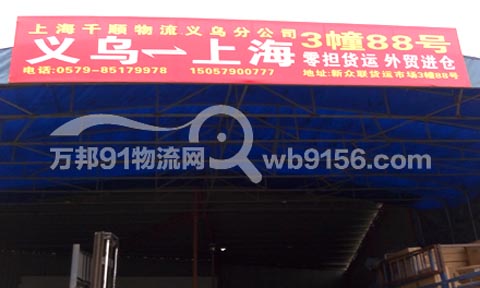 上海千顺物流义乌分公司
义乌⇌上海
3幢88号
零担货运 外贸进仓
电话:0579-85179978 15057900777
地址:新众联货运市场3幢88号
万邦91物流网 wb9156.com